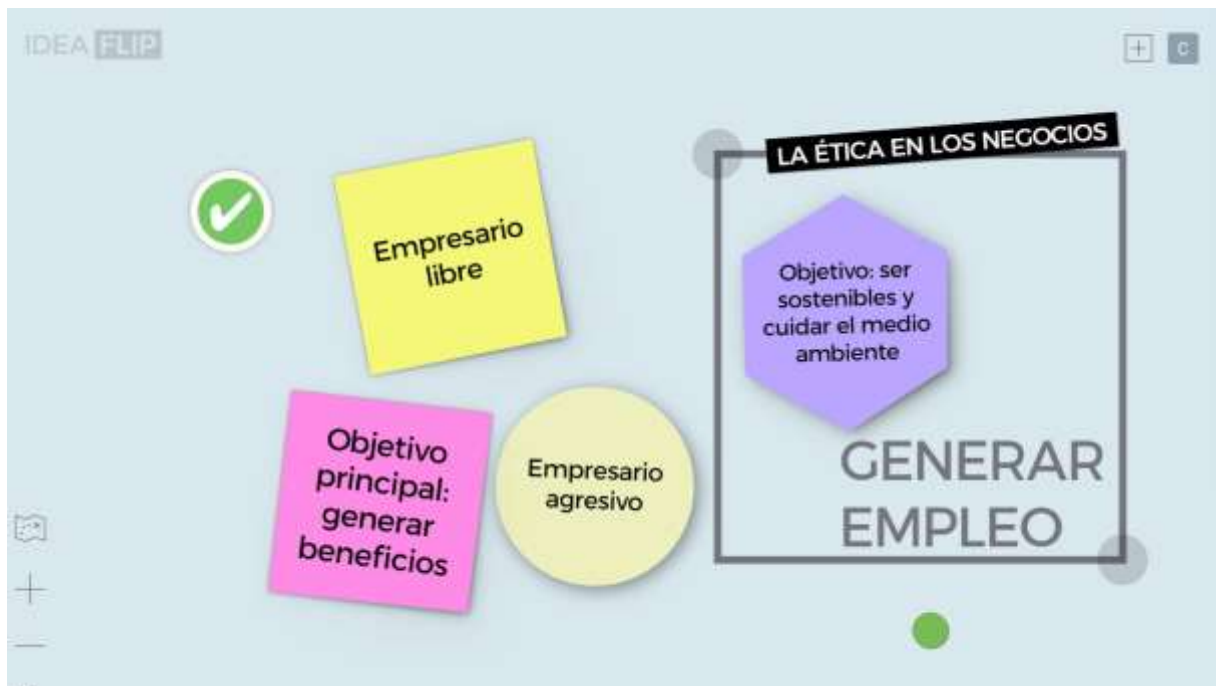 IDEA FLIP
C
LA ÉTICA EN LOS NEGOCIOS
Empresario
libre
Objetivo: ser
sostenibles y
cuidar el medio
ambiente
Objetivo
principal:
generar
beneficios
Empresario
agresivo
GENERAR
EMPLEO